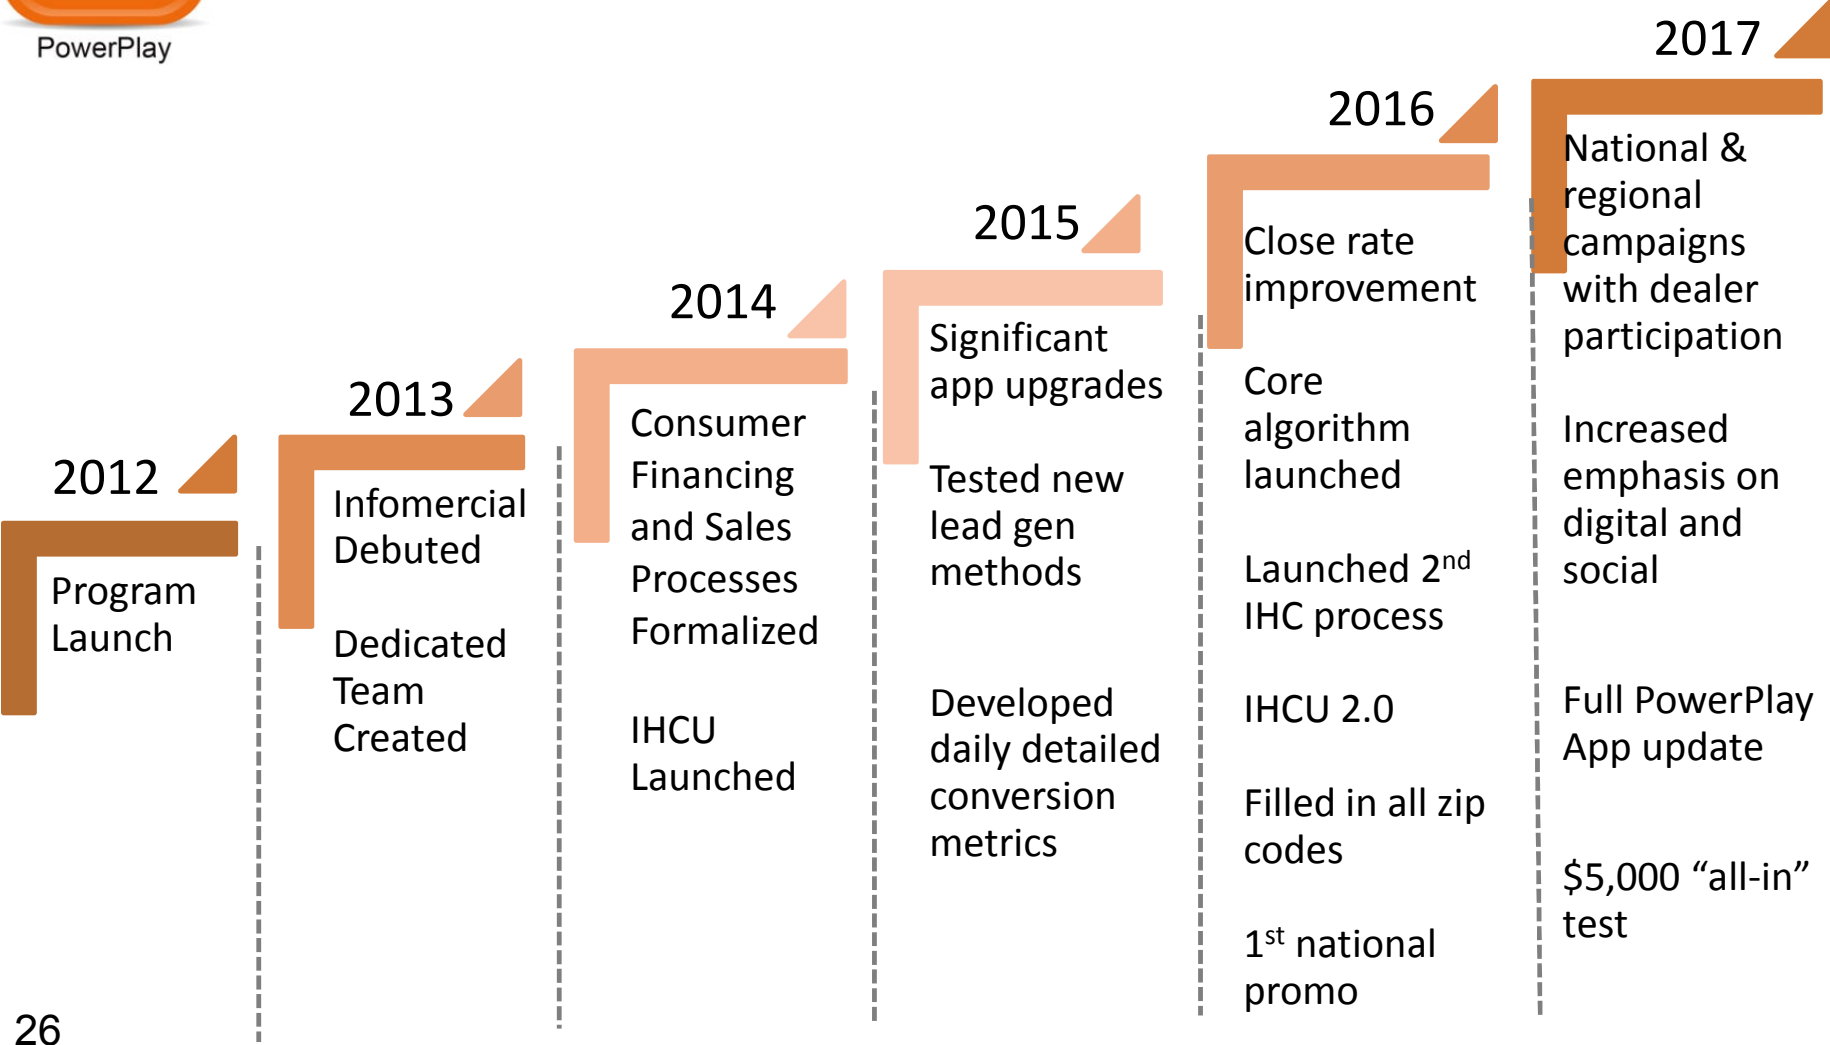 PowerPlay
2012
Program
Launch
2013
Infomercial
Debuted
Dedicated
Team
Created
2014
Consumer
Financing
and Sales
Processes
Formalized
IHCU
Launched
2015
Significant
app upgrades
Tested new
lead gen
methods
Developed
daily detailed
conversion
metrics
2016
Close rate
improvement
Core
algorithm
launched
Launched 2nd
IHC process
IHCU 2.0
Filled in all zip
codes
1st national
promo
2017
National &
regional
campaigns
with dealer
participation
Increased
emphasis on
digital and
social
Full PowerPlay
App update
$5,000 “all-in”
test
26